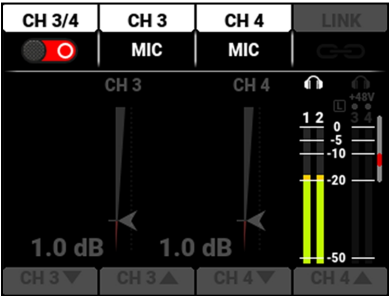 CH 3/4 CH 3 CH 4 LINK
MIC MIC
CH 3 CH 4
+48V
L
1 2 3 4
0
-5
-10
-20
1.0 dB 1.0 dB
-50
CH 3▼ CH 3▲ CH 4▼ CH 4▲